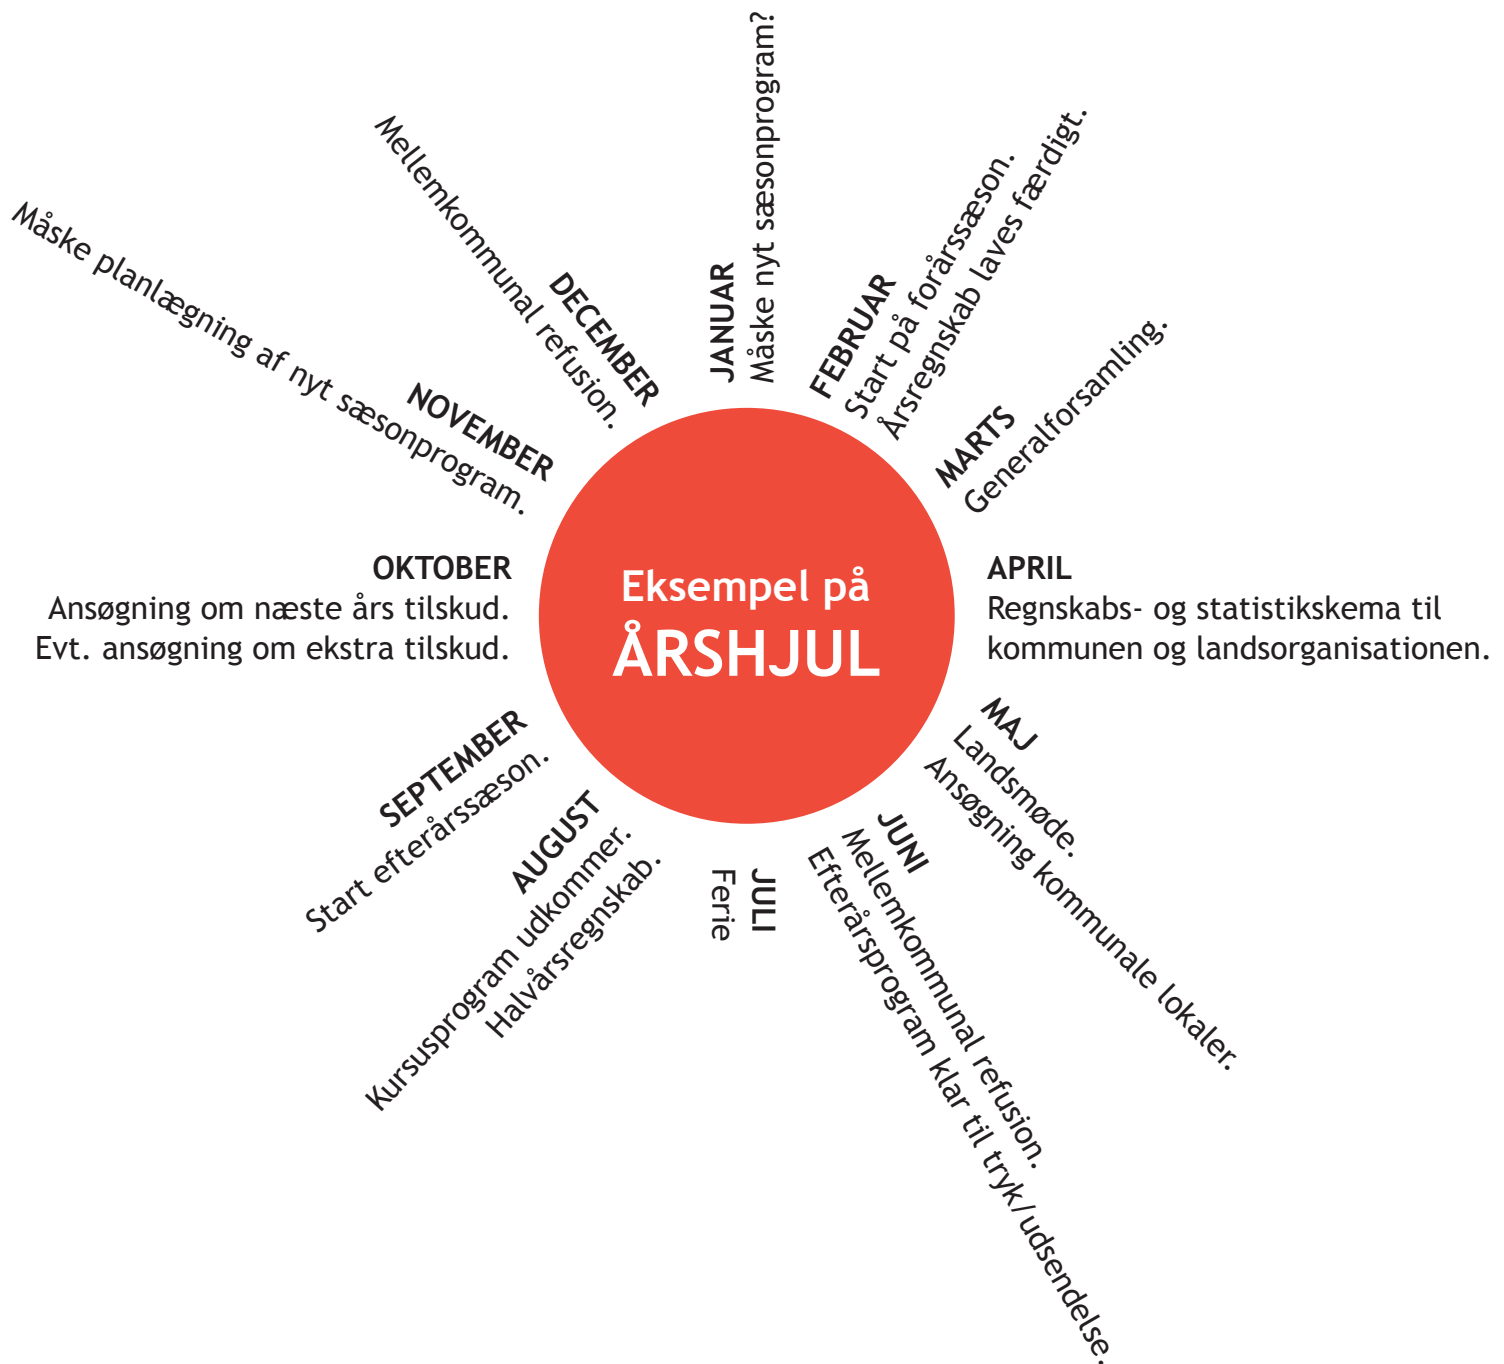 Eksempel på
ÅRSHJUL
JANUAR
Måske nyt sæsonprogram?
FEBRUAR
Start på forårssæson.
Årsregnskab laves færdigt.
MARTS
Generalforsamling.
APRIL
Regnskabs- og statistikskema til
kommunen og landsorganisationen.
MAJ
Landsmøde.
Ansøgning kommunale lokaler.
JUNI
Mellemkommunal refusion.
Efterårsprogram klar til tryk/udsendelse.
JULI
Ferie
AUGUST
Kursusprogram udkommer.
Halvårsregnskab.
SEPTEMBER
Start efterårssæson.
OKTOBER
Ansøgning om næste års tilskud.
Evt. ansøgning om ekstra tilskud.
NOVEMBER
Måske planlægning af nyt sæsonprogram.
DECEMBER
Mellemkommunal refusion.